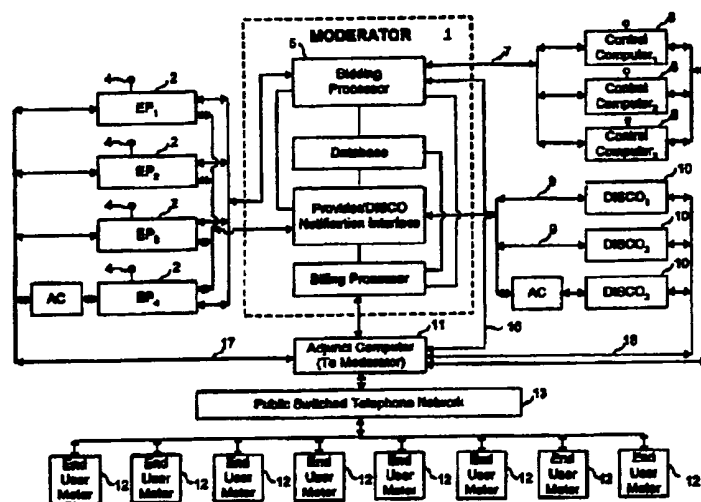 MODERATOR 1
5
Bidding
Processor
Database
Provider/DISCO
Notification Interface
Billing Processor
4 2
EP1
4 2
EP2
4 2
EP3
4 2
AC EP4
7
Control
Computer1
Control
Computer2
Control
10
9 DISCO1
10
9 DISCO2
10
AC DISCO3
11
16
17
18
Adjunct Computer
(To Moderator)
13
Public Switched Telephone Network
End
User
Meter
12
End
User
Meter
12
End
User
Meter
12
End
User
Meter
12
End
User
Meter
12
End
User
Meter
12
End
User
Meter
12
End
User
Meter
12